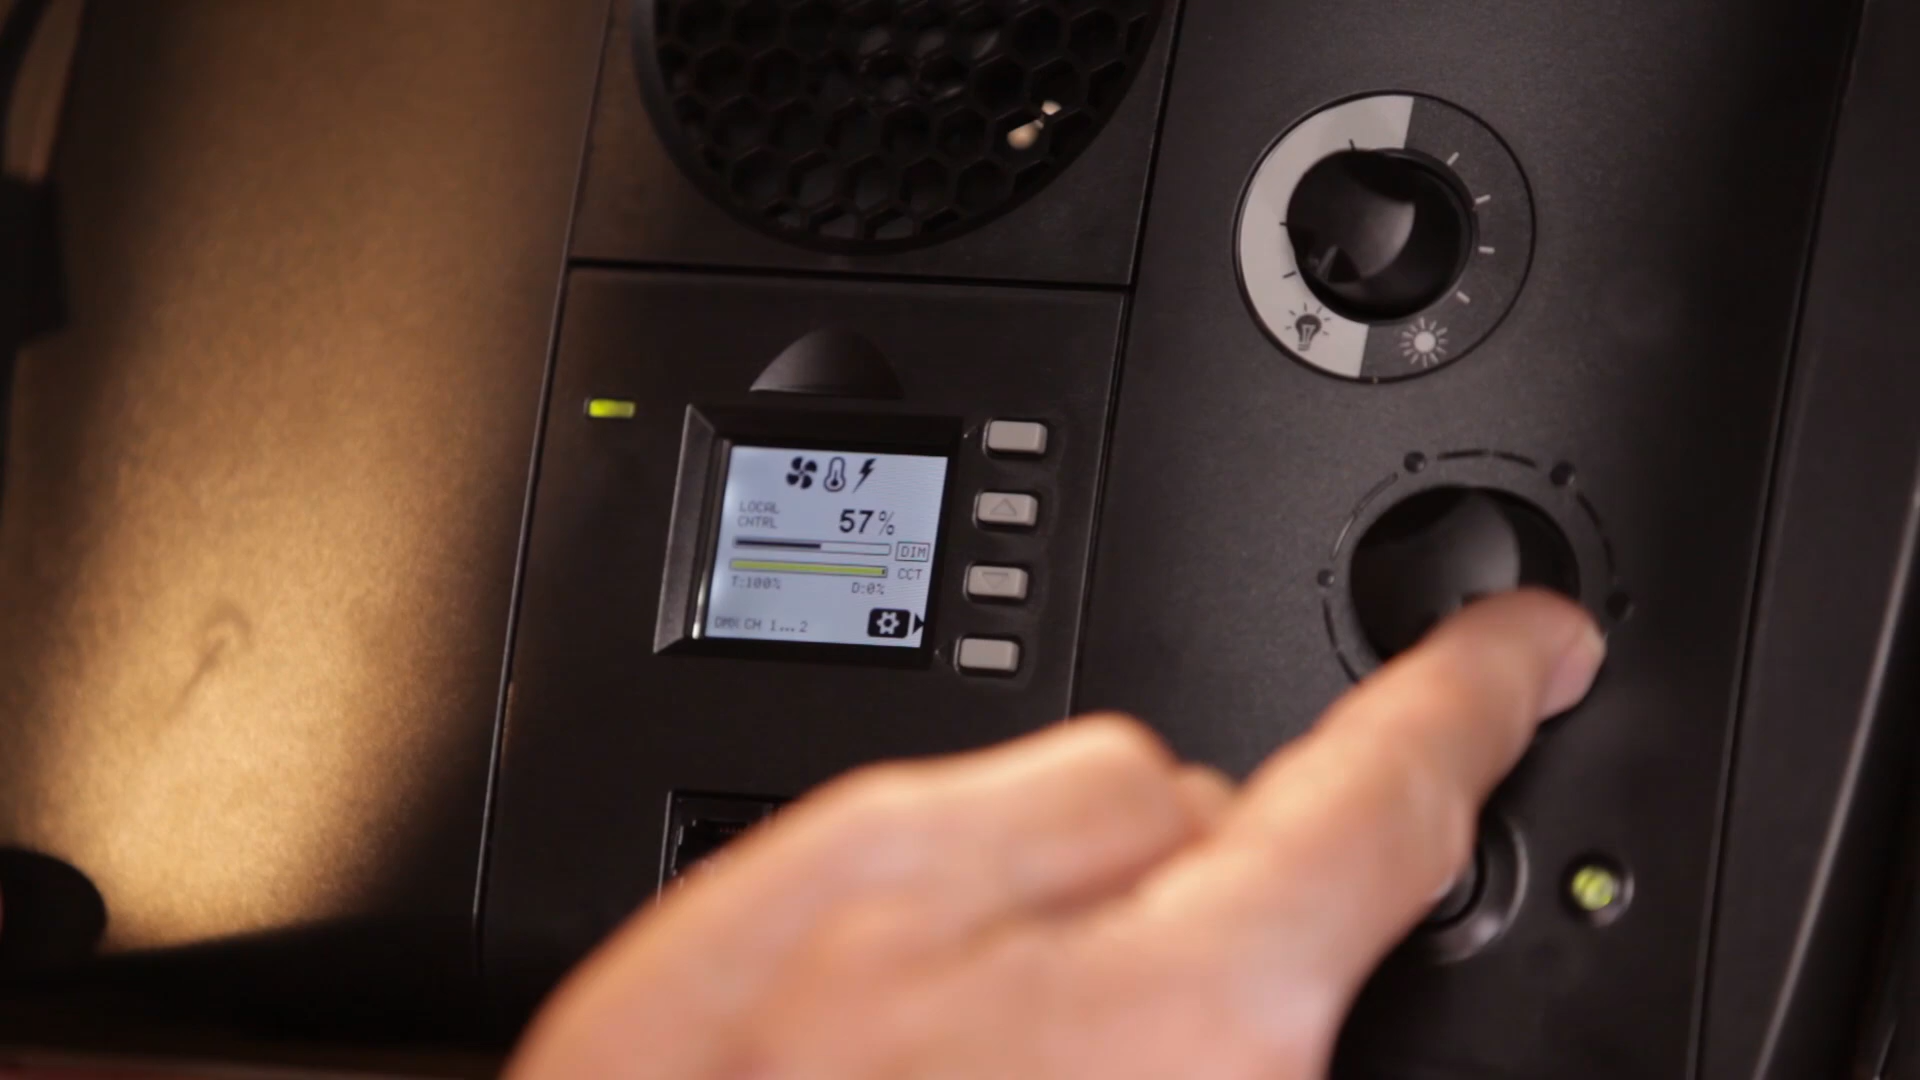 LOCAL
CNTRL
57%
DIM
CCT
T:100% D:0%
DMX CH 1...2